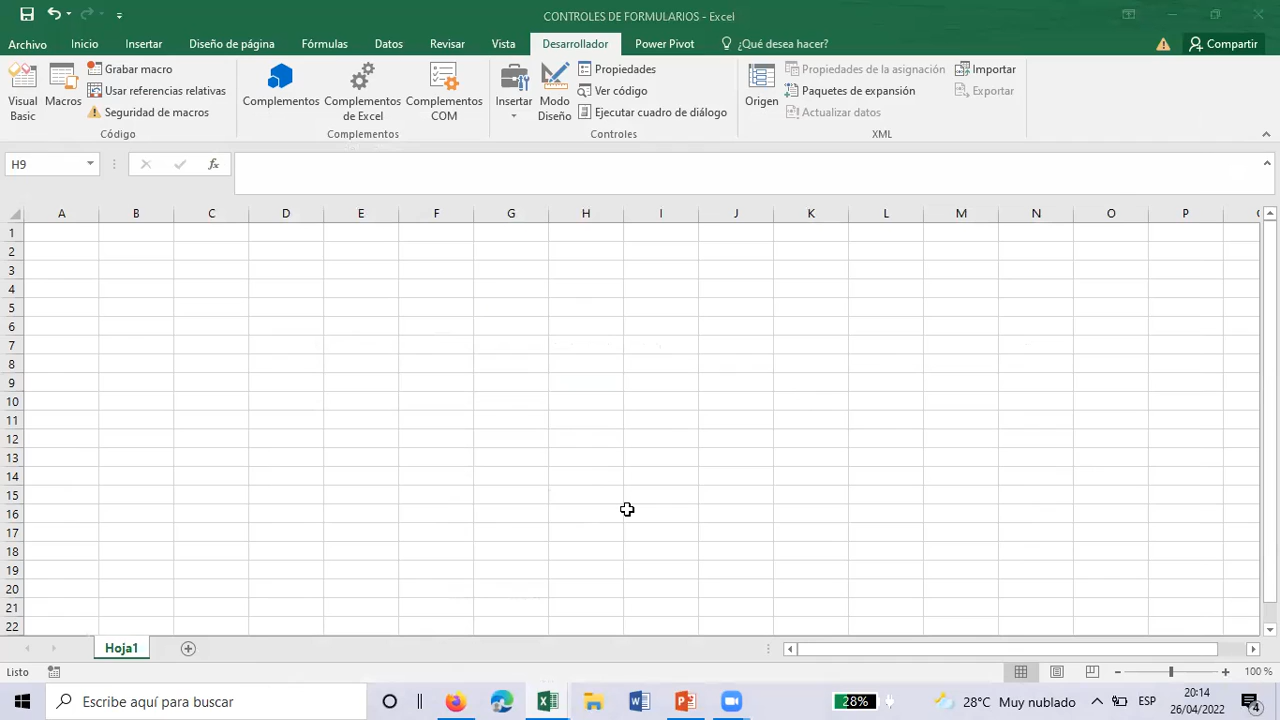 CONTROLES DE FORMULARIOS - Excel
Archivo Inicio Insertar Diseño de página Fórmulas Datos Revisar Vista Desarrollador Power Pivot ¿Qué desea hacer? Compartir
Visual Basic
Macros
Grabar macro
Usar referencias relativas
Seguridad de macros
Código
Complementos
Complementos de Excel
Complementos COM
Complementos
Insertar
Modo Diseño
Propiedades
Ver código
Ejecutar cuadro de diálogo
Controles
Origen
Propiedades de la asignación
Paquetes de expansión
Actualizar datos
Importar
Exportar
XML
H9
fx
A B C D E F G H I J K L M N O P
1
2
3
4
5
6
7
8
9
10
11
12
13
14
15
16
17
18
19
20
21
22
Hoja1
Listo
100 %
Escribe aquí para buscar
28%
28°C Muy nublado
ESP
20:14
26/04/2022
4